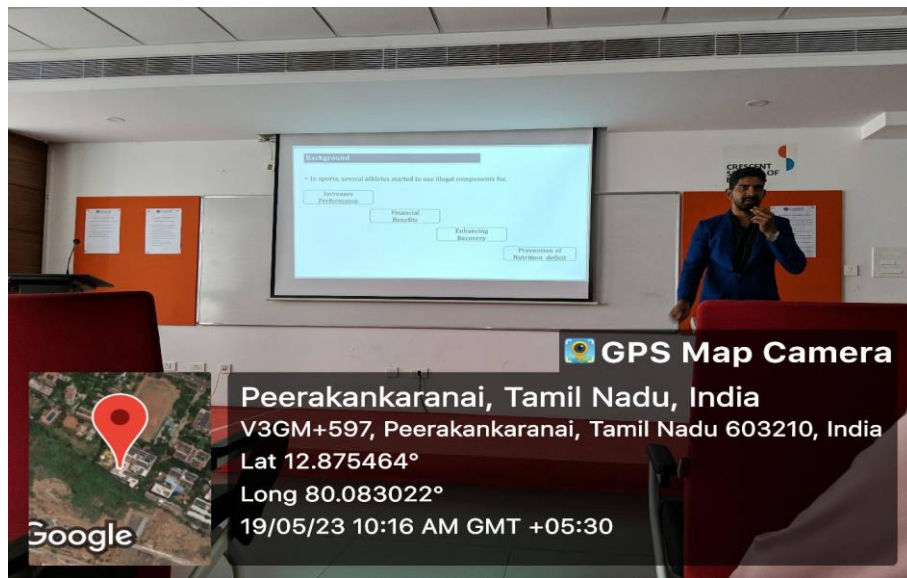 Background
• In sports, several athletes started to use illegal components for,
Increases
Performance
Financial
Benefits
Enhancing
Recovery
Prevention of
Nutrition deficit
CRESCENT
OF
GPS Map Camera
Peerakankaranai, Tamil Nadu, India
V3GM+597, Peerakankaranai, Tamil Nadu 603210, India
Lat 12.875464°
Long 80.083022°
19/05/23 10:16 AM GMT +05:30
Google